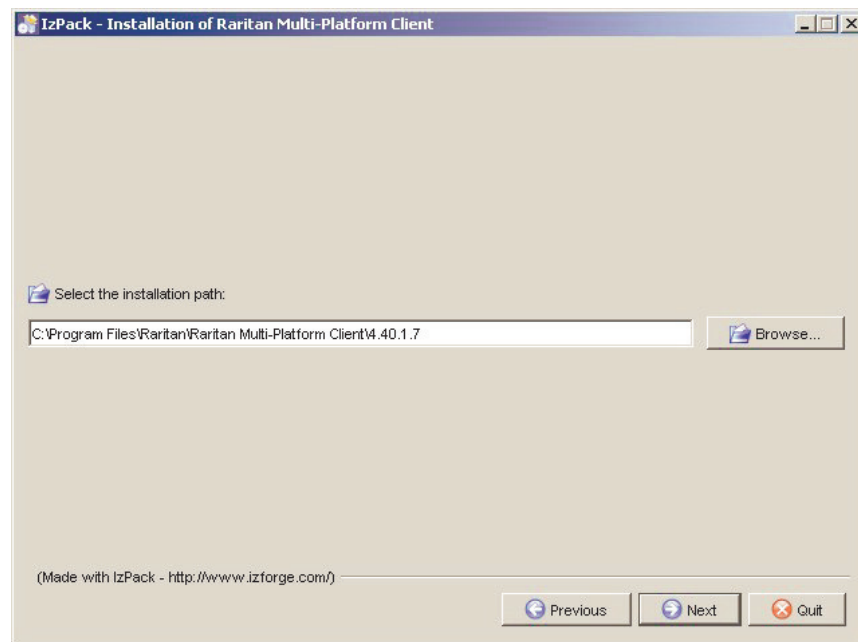 IzPack - Installation of Raritan Multi-Platform Client
Select the installation path:
C:\Program Files\Raritan\Raritan Multi-Platform Client\4.40.1.7
Browse...
(Made with IzPack - http://www.izforge.com/)
Previous
Next
Quit